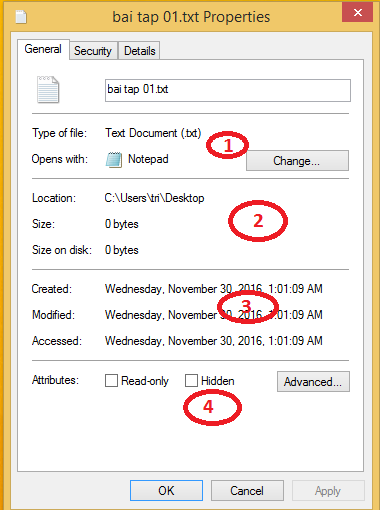 bai tap 01.txt Properties
General Security Details
bai tap 01.txt
Type of file: Text Document (.txt)
1
Opens with: Notepad Change...
Location: C:\Users\tri\Desktop
2
Size: 0 bytes
Size on disk: 0 bytes
Created: Wednesday, November 30, 2016, 1:01:09 AM
3
Modified: Wednesday, November 30, 2016, 1:01:09 AM
Accessed: Wednesday, November 30, 2016, 1:01:09 AM
Attributes: Read-only Hidden Advanced...
4
OK Cancel Apply